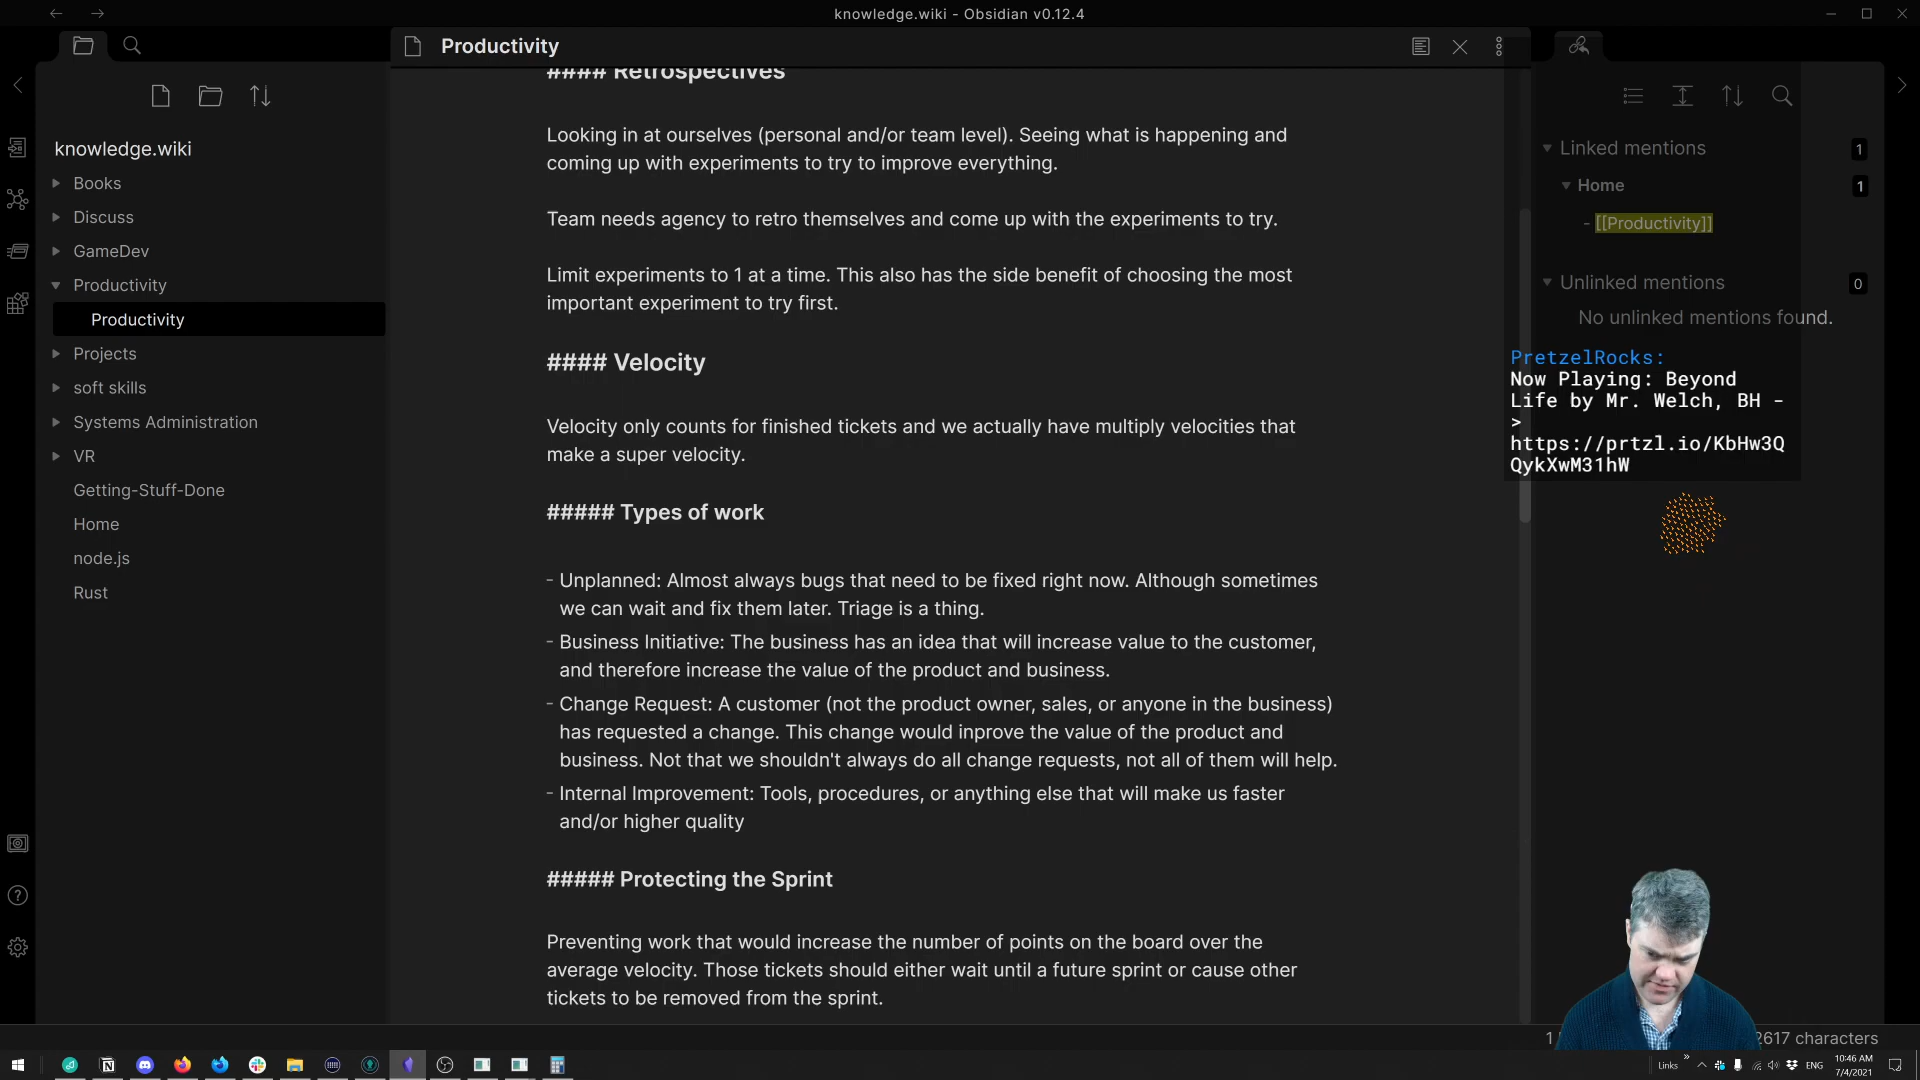 knowledge.wiki - Obsidian v0.12.4
Productivity
knowledge.wiki
Books
Discuss
GameDev
Productivity
Productivity
Projects
soft skills
Systems Administration
VR
Getting-Stuff-Done
Home
node.js
Rust
#### Retrospectives
Looking in at ourselves (personal and/or team level). Seeing what is happening and
coming up with experiments to try to improve everything.
Team needs agency to retro themselves and come up with the experiments to try.
Limit experiments to 1 at a time. This also has the side benefit of choosing the most
important experiment to try first.
#### Velocity
Velocity only counts for finished tickets and we actually have multiply velocities that
make a super velocity.
##### Types of work
- Unplanned: Almost always bugs that need to be fixed right now. Although sometimes
we can wait and fix them later. Triage is a thing.
- Business Initiative: The business has an idea that will increase value to the customer,
and therefore increase the value of the product and business.
- Change Request: A customer (not the product owner, sales, or anyone in the business)
has requested a change. This change would inprove the value of the product and
business. Not that we shouldn't always do all change requests, not all of them will help.
- Internal Improvement: Tools, procedures, or anything else that will make us faster
and/or higher quality
##### Protecting the Sprint
Preventing work that would increase the number of points on the board over the
average velocity. Those tickets should either wait until a future sprint or cause other
tickets to be removed from the sprint.
Linked mentions 1
Home 1
- [[Productivity]]
Unlinked mentions 0
No unlinked mentions found.
PretzelRocks:
Now Playing: Beyond
Life by Mr. Welch, BH -
>
https://prtzl.io/KbHw3Q
QykXwM31hW
2617 characters
Links
ENG
10:46 AM
7/4/2021